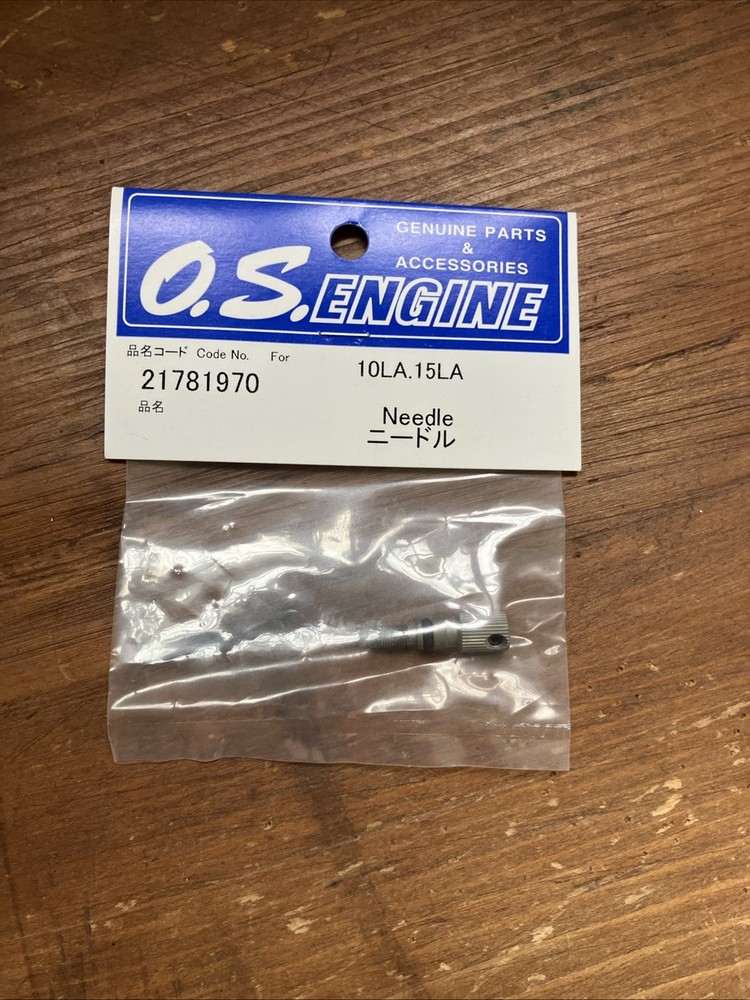 GENUINE PARTS
&
ACCESSORIES
O.S. ENGINE
品名コード Code No. For
10LA.15LA
21781970
品名
Needle
ニードル